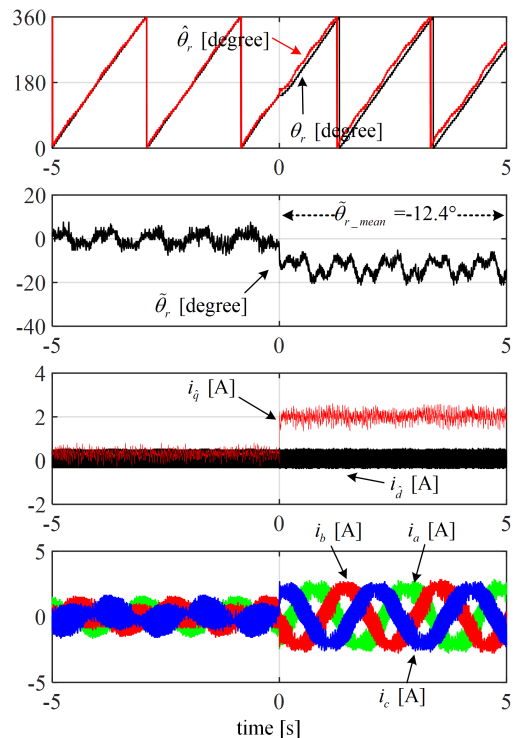 360
θ̂r [degree]
180
θr [degree]
0
-5 0 5
20
θ̃r_mean =-12.4°
0
-20
θ̃r [degree]
-40
-5 0 5
4
iq̂ [A]
2
0
id̂ [A]
-2
-5 0 5
ib [A] ia [A]
5
0
-5
ic [A]
-5 0 5
time [s]